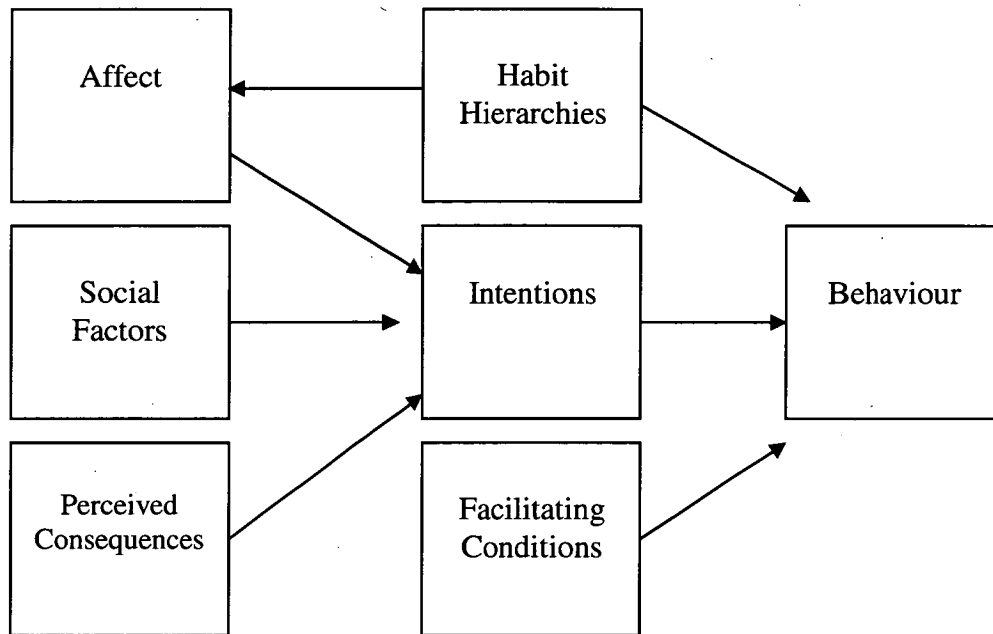 Affect
Habit
Hierarchies
Social
Factors
Intentions
Behaviour
Perceived
Consequences
Facilitating
Conditions